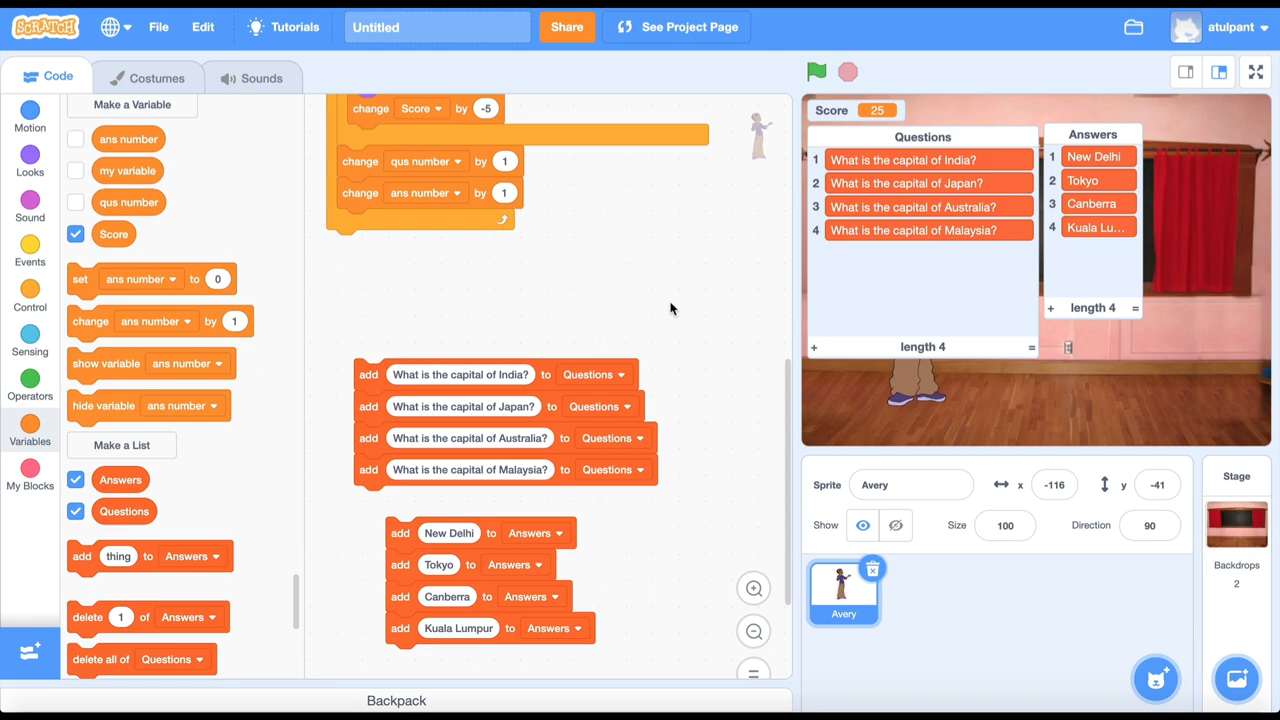 SCRATCH
File
Edit
Tutorials
Untitled
Share
See Project Page
atulpant
Code
Costumes
Sounds
Motion
Looks
Sound
Events
Control
Sensing
Operators
Variables
My Blocks
Make a Variable
ans number
my variable
qus number
Score
set ans number to 0
change ans number by 1
show variable ans number
hide variable ans number
Make a List
Answers
Questions
add thing to Answers
delete 1 of Answers
delete all of Questions
change Score by -5
change qus number by 1
change ans number by 1
add What is the capital of India? to Questions
add What is the capital of Japan? to Questions
add What is the capital of Australia? to Questions
add What is the capital of Malaysia? to Questions
add New Delhi to Answers
add Tokyo to Answers
add Canberra to Answers
add Kuala Lumpur to Answers
Backpack
Score 25
Questions
1 What is the capital of India?
2 What is the capital of Japan?
3 What is the capital of Australia?
4 What is the capital of Malaysia?
+ length 4 =
Answers
1 New Delhi
2 Tokyo
3 Canberra
4 Kuala Lu...
+ length 4 =
Sprite Avery x -116 y -41
Show Size 100 Direction 90
Avery
Stage
Backdrops
2